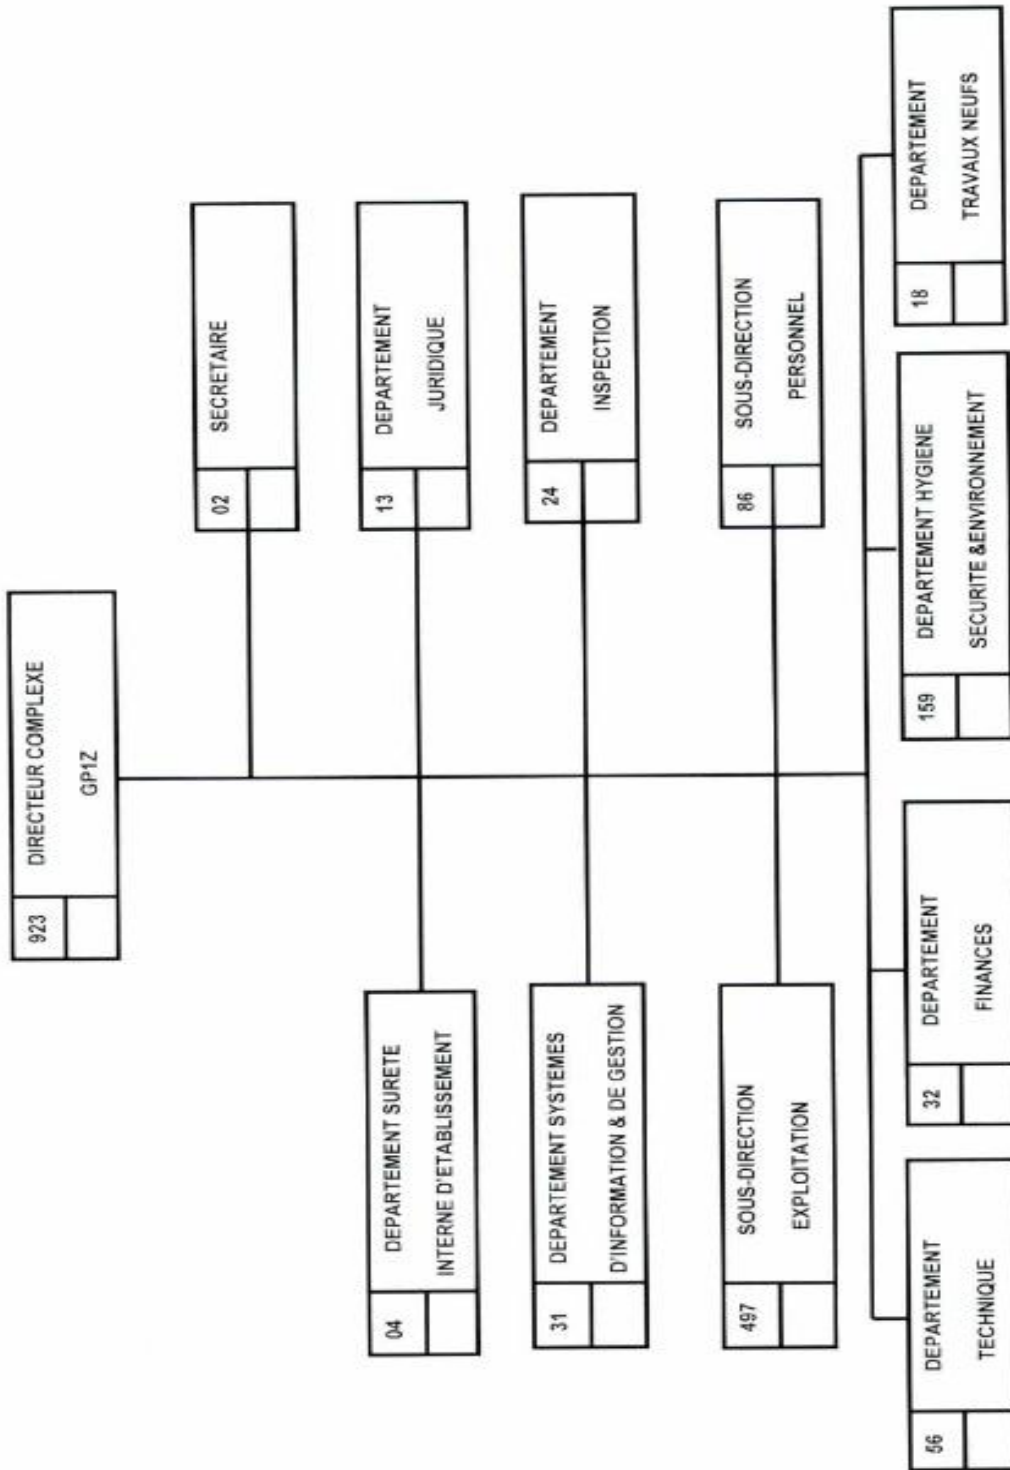 923
DIRECTEUR COMPLEXE
GP1Z
02
SECRETAIRE
04
DEPARTEMENT SURETE
INTERNE D'ETABLISSEMENT
13
DEPARTEMENT
JURIDIQUE
31
DEPARTEMENT SYSTEMES
D'INFORMATION & DE GESTION
24
DEPARTEMENT
INSPECTION
497
SOUS-DIRECTION
EXPLOITATION
86
SOUS-DIRECTION
PERSONNEL
56
DEPARTEMENT
TECHNIQUE
32
DEPARTEMENT
FINANCES
159
DEPARTEMENT HYGIENE
SECURITE &ENVIRONNEMENT
18
DEPARTEMENT
TRAVAUX NEUFS